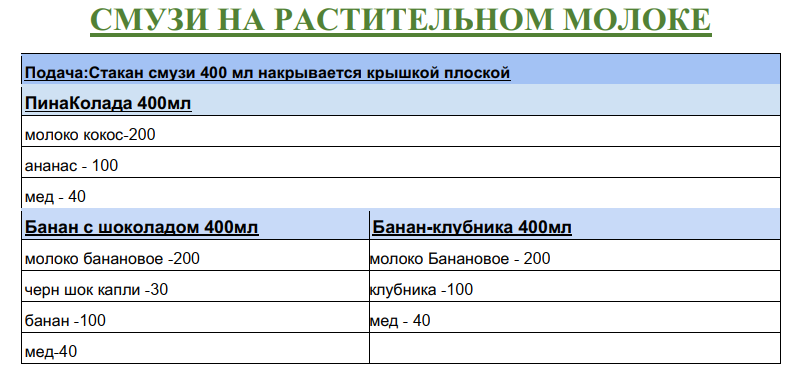 СМУЗИ НА РАСТИТЕЛЬНОМ МОЛОКЕ
Подача:Стакан смузи 400 мл накрывается крышкой плоской
ПинаКолада 400мл
молоко кокос-200
ананас - 100
мед - 40
Банан с шоколадом 400мл Банан-клубника 400мл
молоко банановое -200 молоко Банановое - 200
черн шок капли -30 клубника -100
банан -100 мед - 40
мед-40